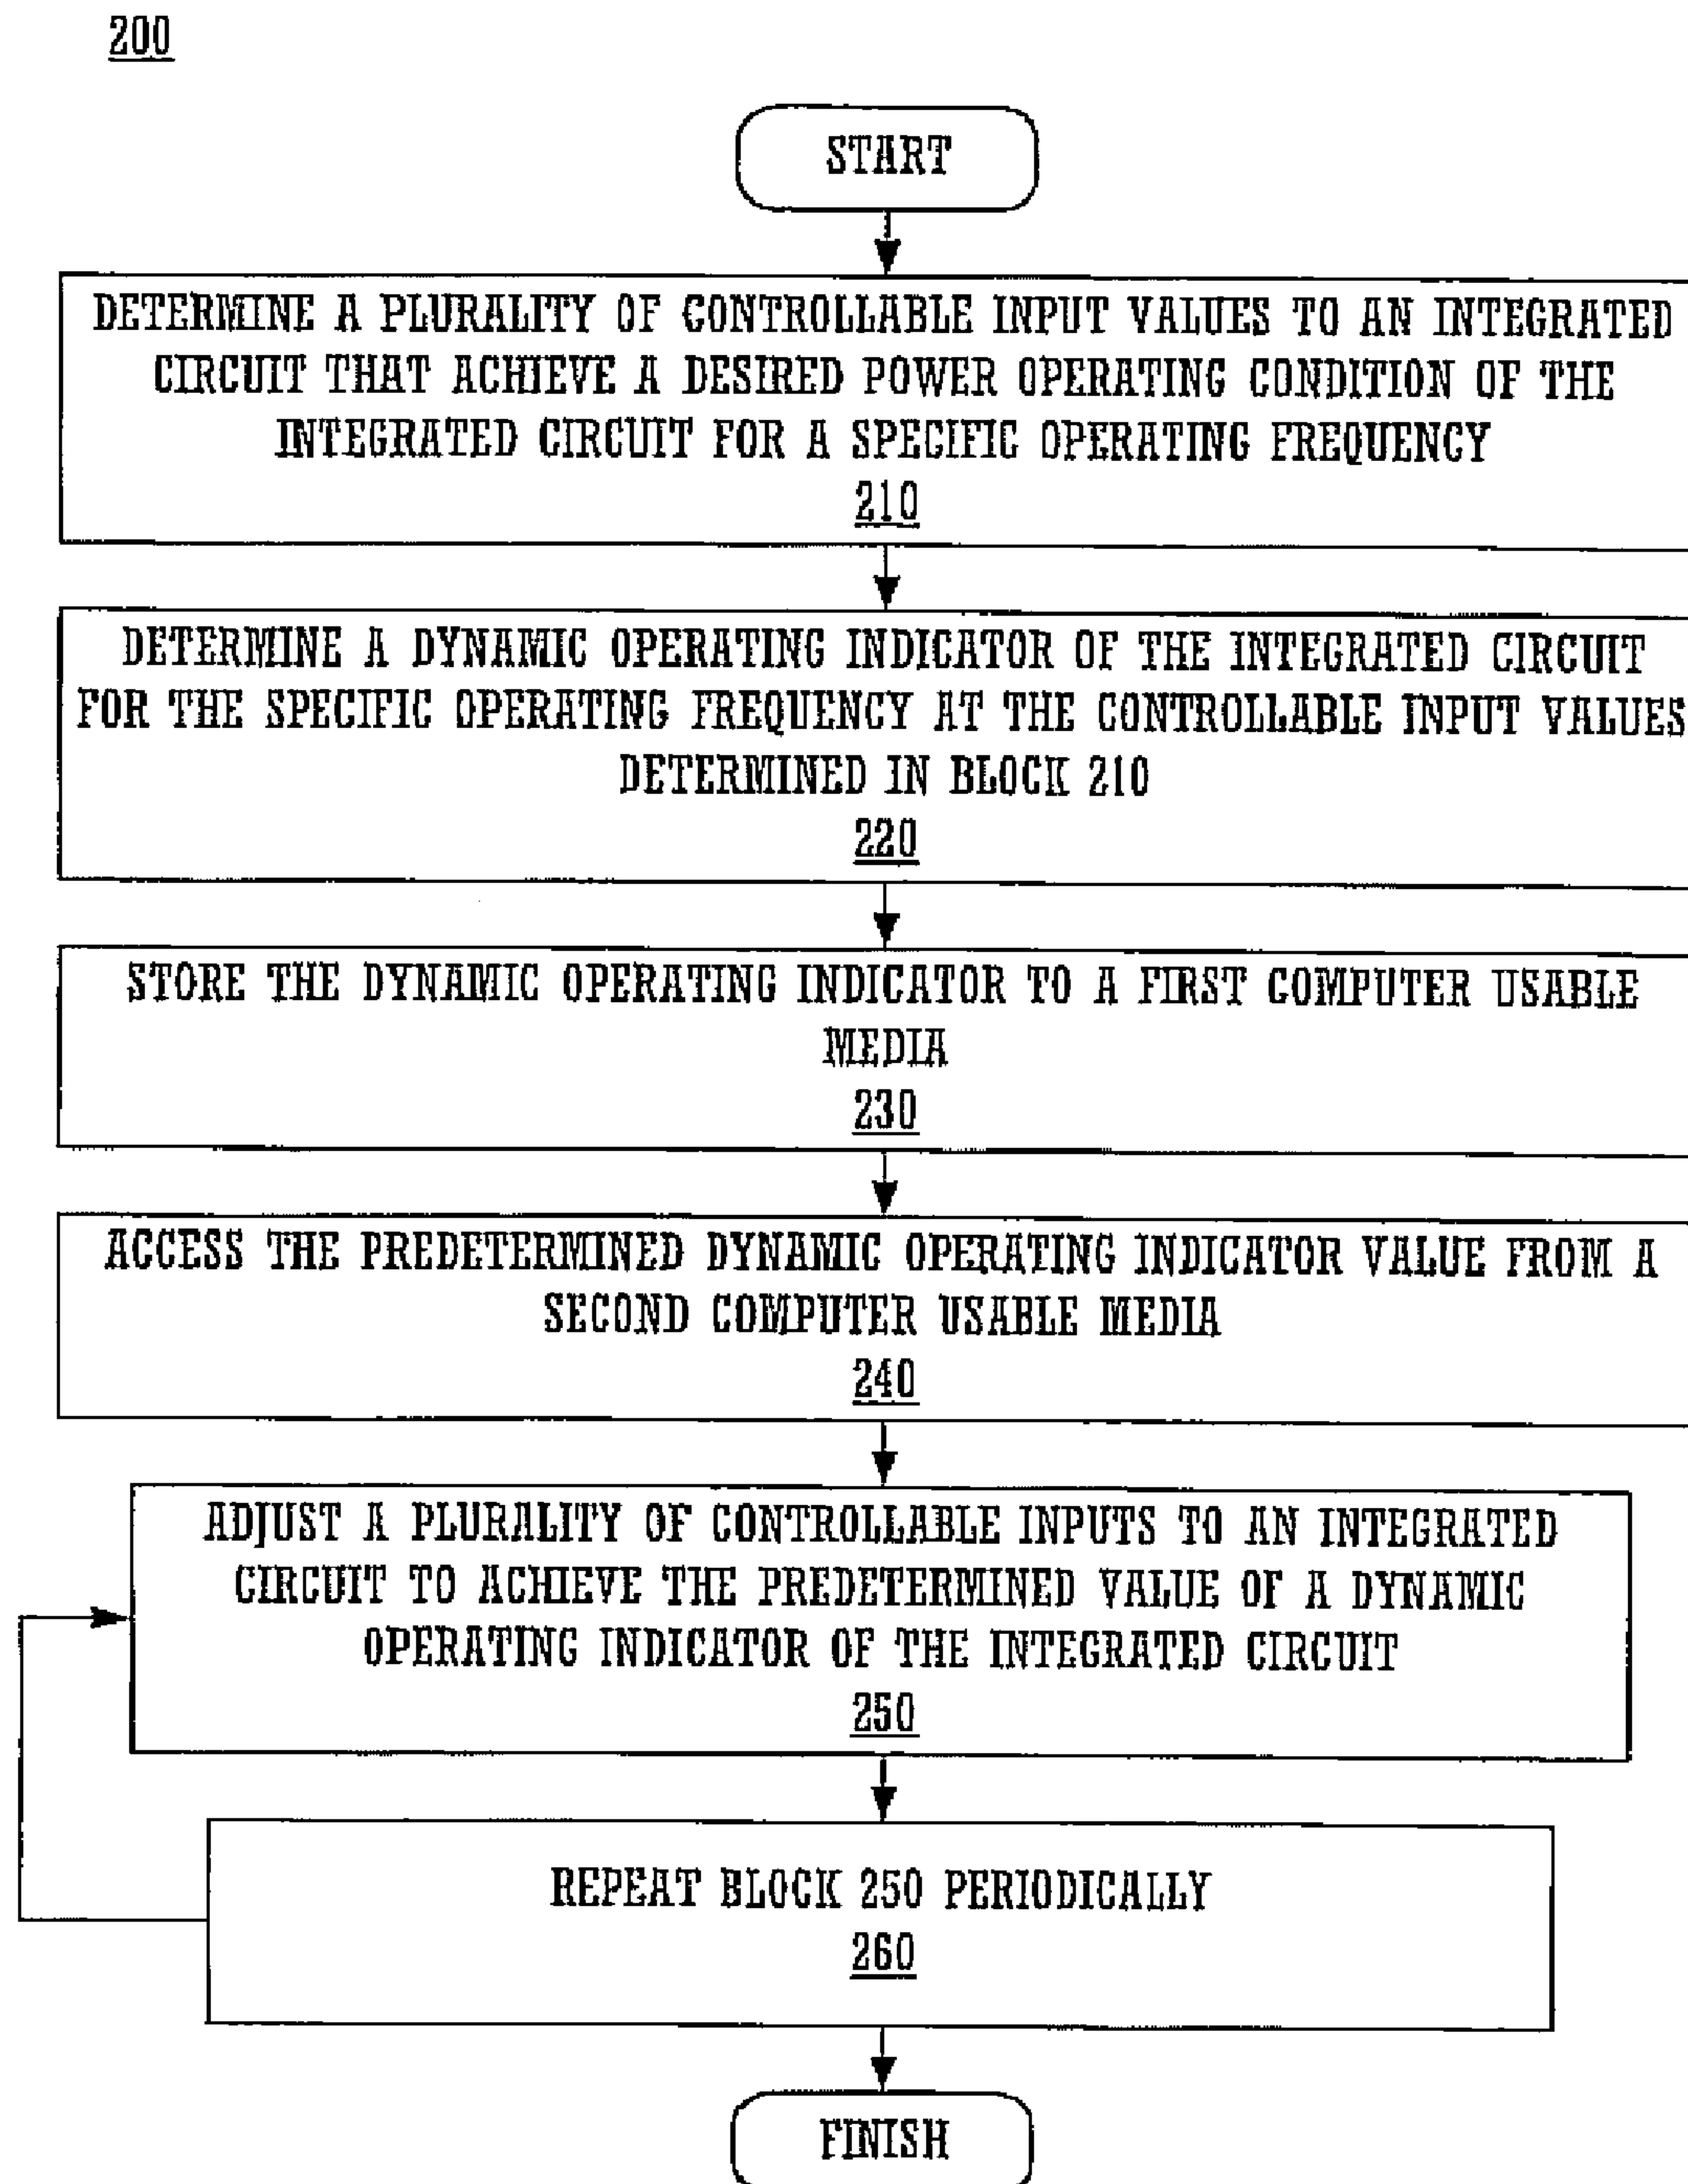 200
START
DETERMINE A PLURALITY OF CONTROLLABLE INPUT VALUES TO AN INTEGRATED
CIRCUIT THAT ACHIEVE A DESIRED POWER OPERATING CONDITION OF THE
INTEGRATED CIRCUIT FOR A SPECIFIC OPERATING FREQUENCY
210
DETERMINE A DYNAMIC OPERATING INDICATOR OF THE INTEGRATED CIRCUIT
FOR THE SPECIFIC OPERATING FREQUENCY AT THE CONTROLLABLE INPUT VALUES
DETERMINED IN BLOCK 210
220
STORE THE DYNAMIC OPERATING INDICATOR TO A FIRST COMPUTER USABLE
MEDIA
230
ACCESS THE PREDETERMINED DYNAMIC OPERATING INDICATOR VALUE FROM A
SECOND COMPUTER USABLE MEDIA
240
ADJUST A PLURALITY OF CONTROLLABLE INPUTS TO AN INTEGRATED
CIRCUIT TO ACHIEVE THE PREDETERMINED VALUE OF A DYNAMIC
OPERATING INDICATOR OF THE INTEGRATED CIRCUIT
250
REPEAT BLOCK 250 PERIODICALLY
260
FINISH